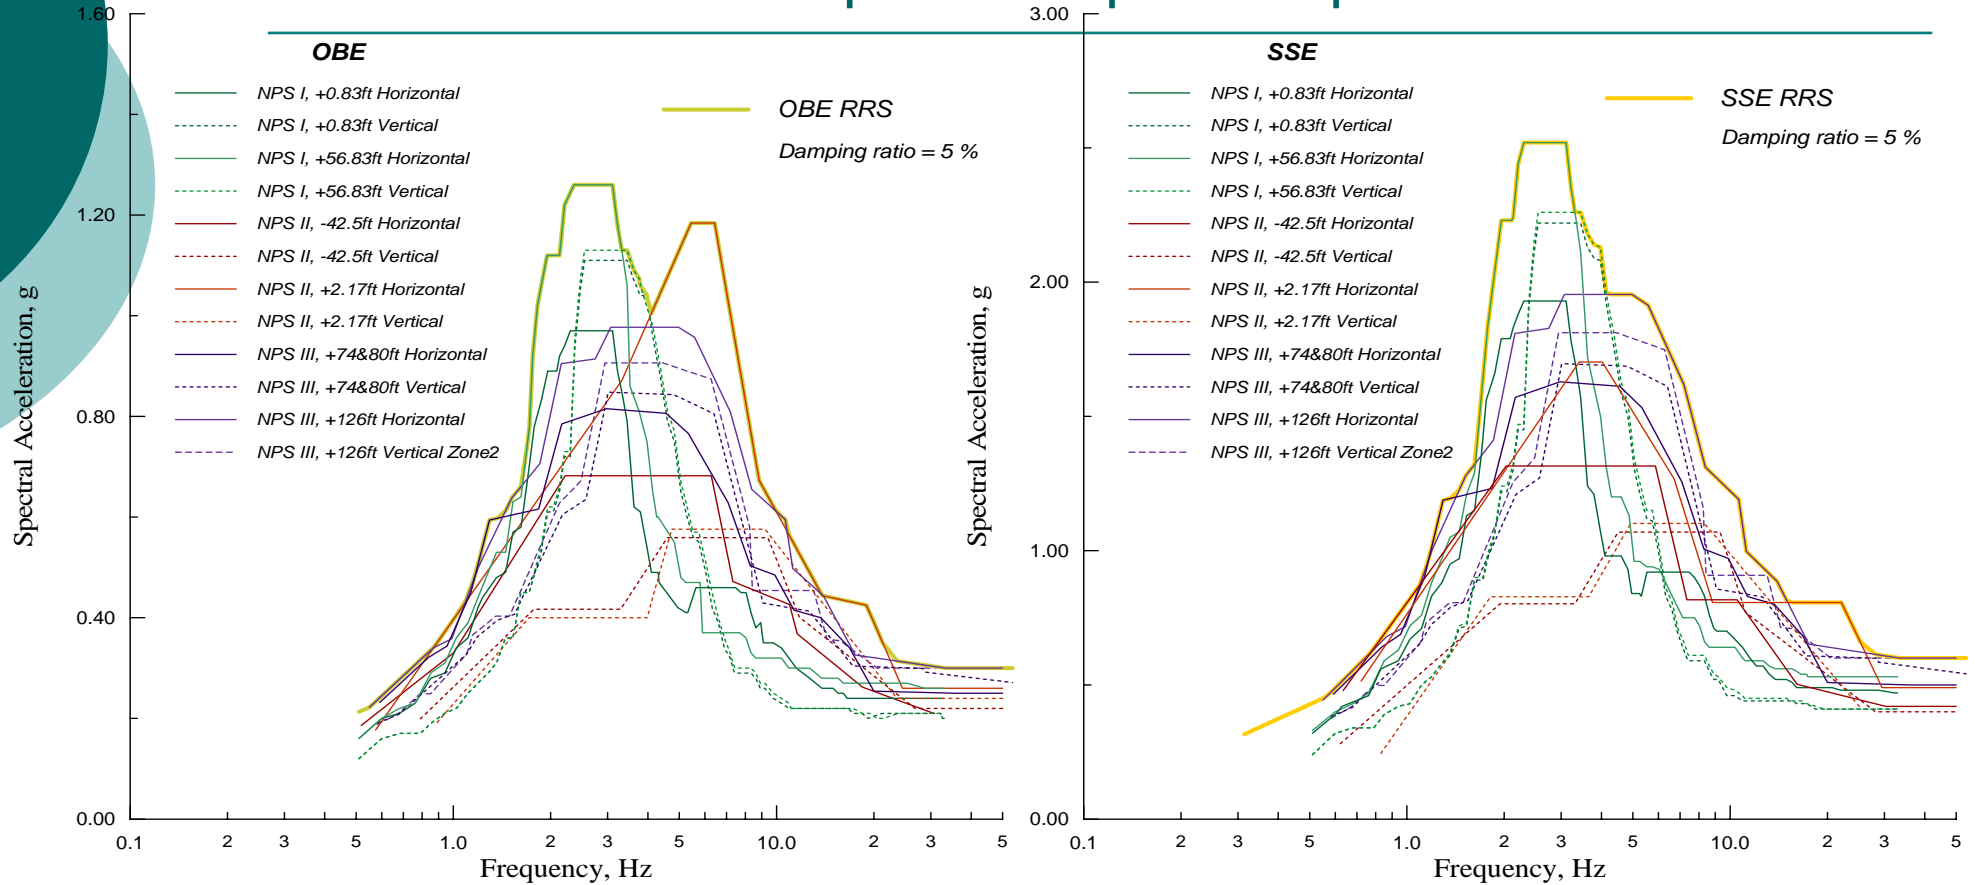 OBE
NPS I, +0.83ft Horizontal
NPS I, +0.83ft Vertical
NPS I, +56.83ft Horizontal
NPS I, +56.83ft Vertical
NPS II, -42.5ft Horizontal
NPS II, -42.5ft Vertical
NPS II, +2.17ft Horizontal
NPS II, +2.17ft Vertical
NPS III, +74&80ft Horizontal
NPS III, +74&80ft Vertical
NPS III, +126ft Horizontal
NPS III, +126ft Vertical Zone2
OBE RRS
Damping ratio = 5 %
1.60
1.20
0.80
0.40
0.00
Spectral Acceleration, g
0.1 2 3 5 1.0 2 3 5 10.0 2 3 5
Frequency, Hz
SSE
NPS I, +0.83ft Horizontal
NPS I, +0.83ft Vertical
NPS I, +56.83ft Horizontal
NPS I, +56.83ft Vertical
NPS II, -42.5ft Horizontal
NPS II, -42.5ft Vertical
NPS II, +2.17ft Horizontal
NPS II, +2.17ft Vertical
NPS III, +74&80ft Horizontal
NPS III, +74&80ft Vertical
NPS III, +126ft Horizontal
NPS III, +126ft Vertical Zone2
SSE RRS
Damping ratio = 5 %
3.00
2.00
1.00
0.00
Spectral Acceleration, g
0.1 2 3 5 1.0 2 3 5 10.0 2 3 5
Frequency, Hz